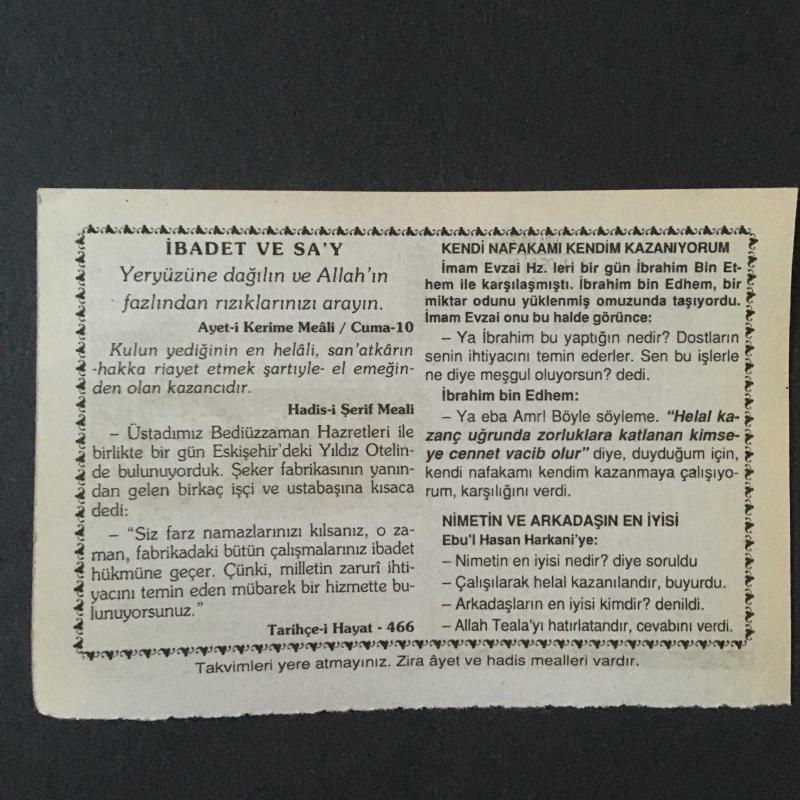 İBADET VE SA'Y
Yeryüzüne dağılın ve Allah'ın
fazlından rızıklarınızı arayın.
Ayet-i Kerime Meâli / Cuma-10
Kulun yediğinin en helâli, san'atkârın
-hakka riayet etmek şartıyle- el emeğin-
den olan kazancıdır.
Hadis-i Şerif Meali
– Üstadımız Bediüzzaman Hazretleri ile
birlikte bir gün Eskişehir'deki Yıldız Otelin-
de bulunuyorduk. Şeker fabrikasının yanın-
dan gelen birkaç işçi ve ustabaşına kısaca
dedi:
– "Siz farz namazlarınızı kılsanız, o za-
man, fabrikadaki bütün çalışmalarınız ibadet
hükmüne geçer. Çünki, milletin zarurî ihti-
yacını temin eden mübarek bir hizmette bu-
lunuyorsunuz."
Tarihçe-i Hayat - 466
KENDİ NAFAKAMI KENDİM KAZANIYORUM
İmam Evzai Hz. leri bir gün İbrahim Bin Et-
hem ile karşılaşmıştı. İbrahim bin Edhem, bir
miktar odunu yüklenmiş omuzunda taşıyordu.
İmam Evzai onu bu halde görünce:
– Ya İbrahim bu yaptığın nedir? Dostların
senin ihtiyacını temin ederler. Sen bu işlerle
ne diye meşgul oluyorsun? dedi.
İbrahim bin Edhem:
– Ya eba Amr! Böyle söyleme. "Helal ka-
zanç uğrunda zorluklara katlanan kimse-
ye cennet vacib olur" diye, duyduğum için,
kendi nafakamı kendim kazanmaya çalışıyo-
rum, karşılığını verdi.
NİMETİN VE ARKADAŞIN EN İYİSİ
Ebu'l Hasan Harkani'ye:
– Nimetin en iyisi nedir? diye soruldu
– Çalışılarak helal kazanılandır, buyurdu.
– Arkadaşların en iyisi kimdir? denildi.
– Allah Teala'yı hatırlatandır, cevabını verdi.
Takvimleri yere atmayınız. Zira âyet ve hadis mealleri vardır.